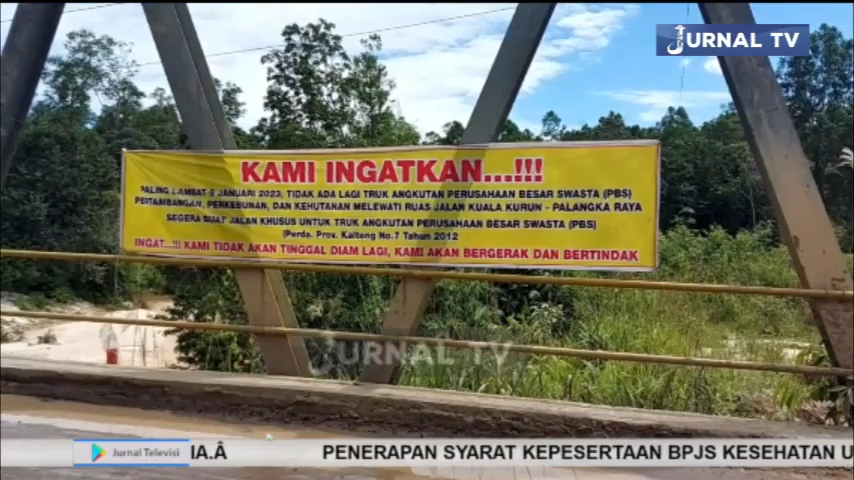 JURNAL TV
KAMI INGATKAN...!!!
PALING LAMBAT 5 JANUARI 2023, TIDAK ADA LAGI TRUK ANGKUTAN PERUSAHAAN BESAR SWASTA (PBS)
PERTAMBANGAN, PERKEBUNAN, DAN KEHUTANAN MELEWATI RUAS JALAN KUALA KURUN - PALANGKA RAYA
SEGERA BUAT JALAN KHUSUS UNTUK TRUK ANGKUTAN PERUSAHAAN BESAR SWASTA (PBS)
(Perda. Prov. Kalteng No.7 Tahun 2012
INGAT...!!! KAMI TIDAK AKAN TINGGAL DIAM LAGI, KAMI AKAN BERGERAK DAN BERTINDAK
JURNAL TV
Jurnal Televisi IA.Â PENERAPAN SYARAT KEPESERTAAN BPJS KESEHATAN U